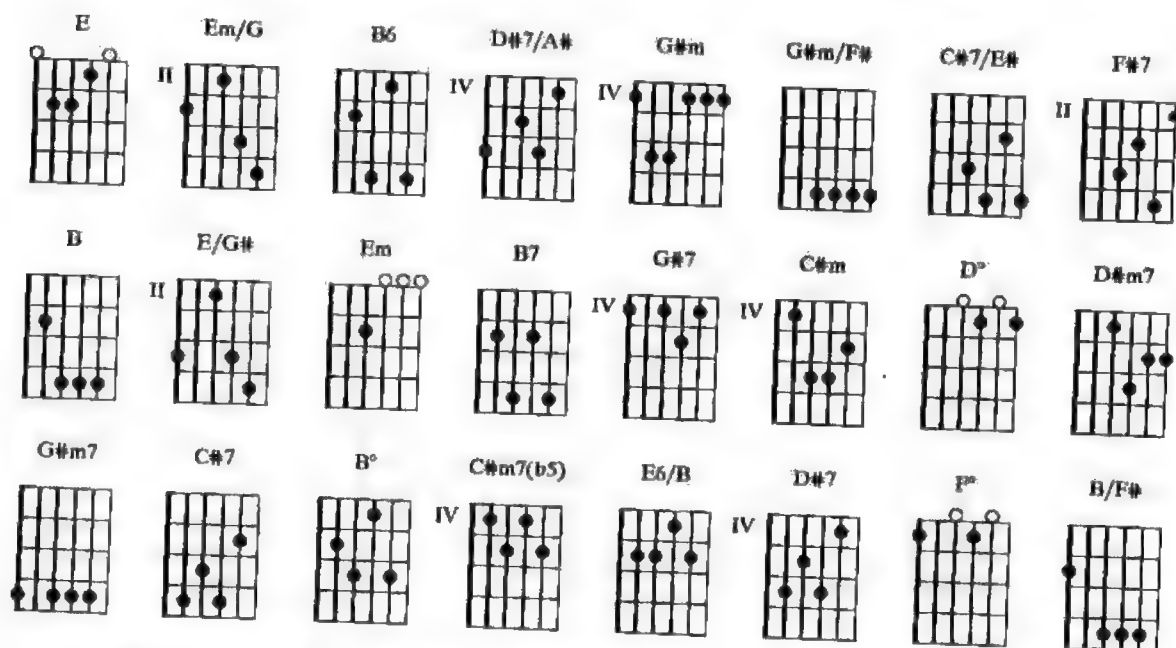 E Em/G B6 D#7/A# G#m G#m/F# C#7/E# F#7
II IV IV II
B E/G# Em B7 G#7 C#m D° D#m7
II IV IV
G#m7 C#7 B° C#m7(b5) E6/B D#7 F° B/F#
IV IV